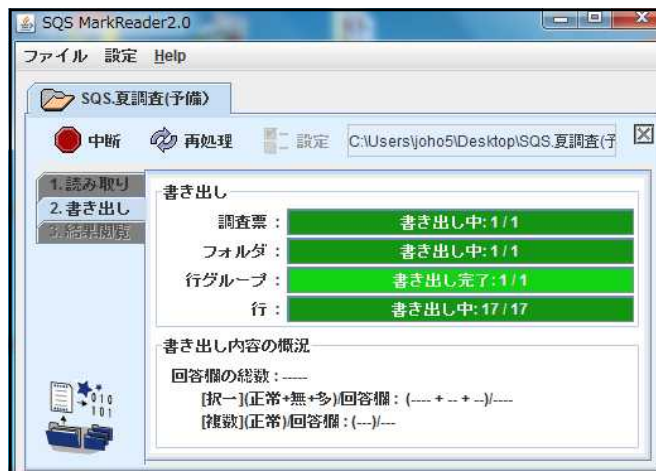 SQS MarkReader2.0
ファイル 設定 Help
SQS.夏調査(予備)
中断 再処理 設定 C:\Users\joho5\Desktop\SQS.夏調査(予
1.読み取り
2.書き出し
3.結果閲覧
書き出し
調査票 : 書き出し中:1/1
フォルダ : 書き出し中:1/1
行グループ : 書き出し完了:1/1
行 : 書き出し中:17/17
書き出し内容の概況
回答欄の総数 : -----
[択一](正常+無+多)/回答欄 : (---- + -- + --)/----
[複数](正常)/回答欄 : (---)/---
010
101